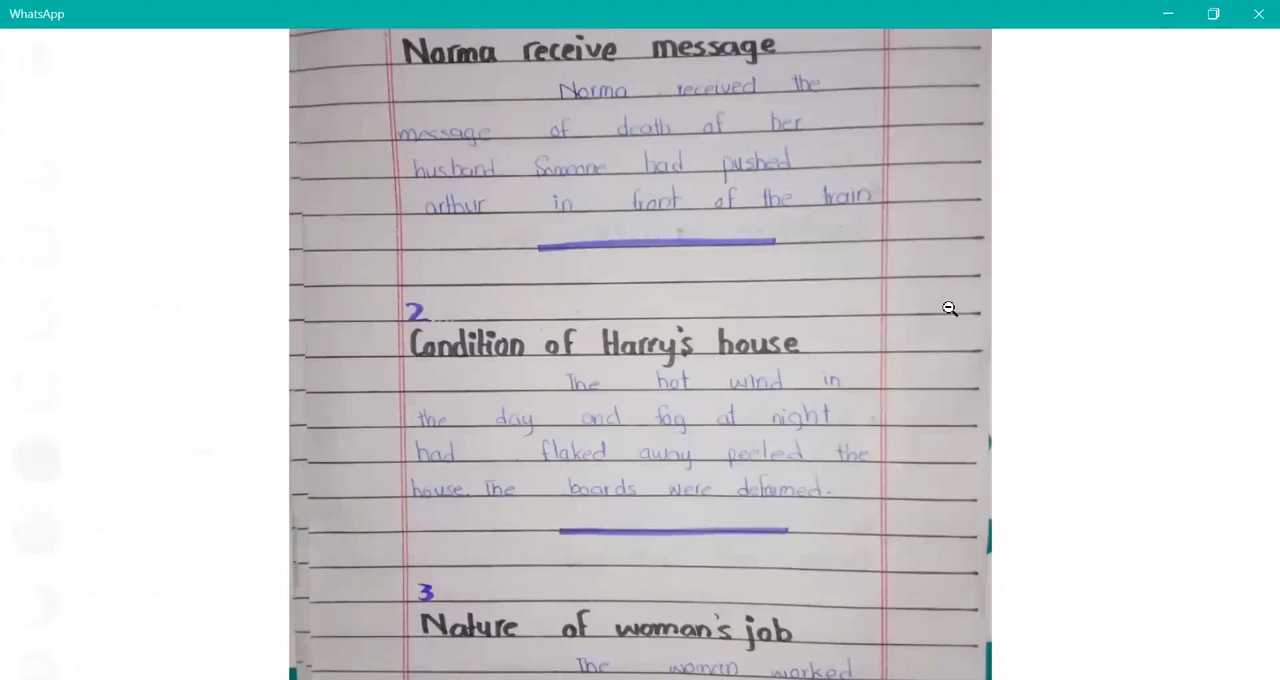 WhatsApp
Norma receive message
Norma received the
message of death of her
husband. Someone had pushed
arthur in front of the train
2
Condition of Harry's house
The hot wind in
the day and fog at night
had flaked away peeled the
house. The boards were deformed.
3
Nature of woman's job
The woman worked